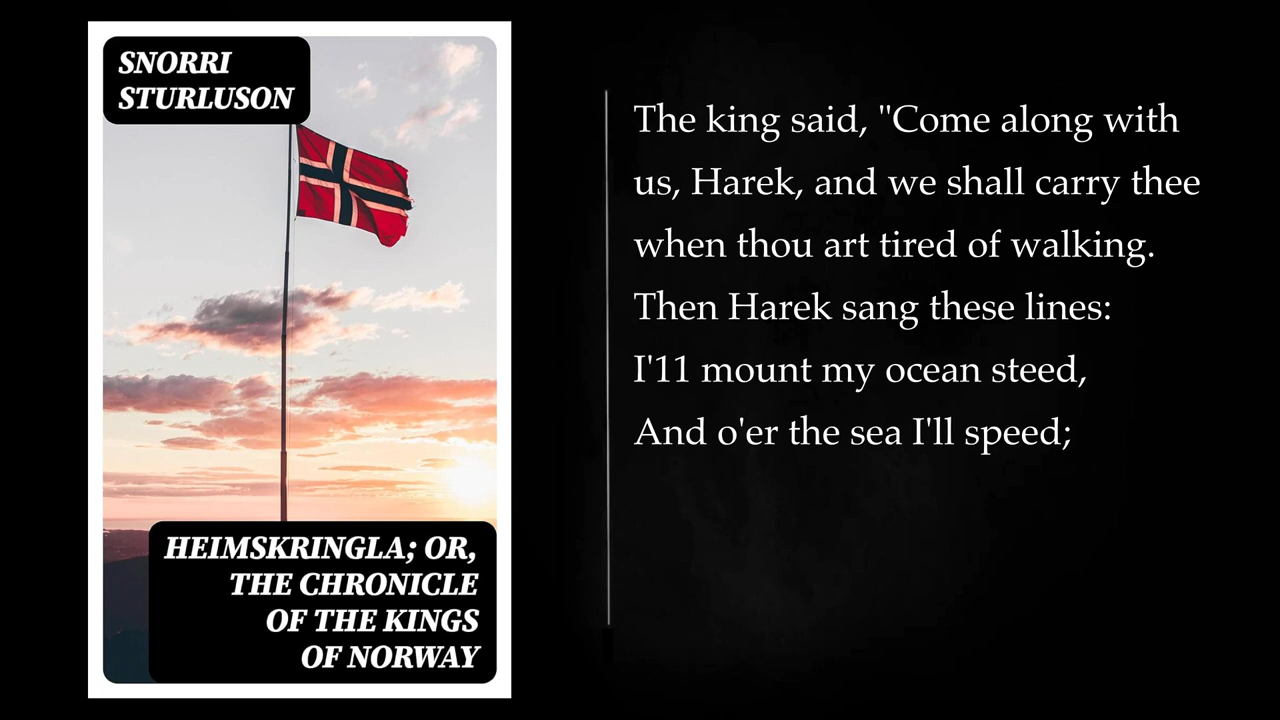 SNORRI
STURLUSON
HEIMSKRINGLA; OR,
THE CHRONICLE
OF THE KINGS
OF NORWAY
The king said, "Come along with
us, Harek, and we shall carry thee
when thou art tired of walking.
Then Harek sang these lines:
I'11 mount my ocean steed,
And o'er the sea I'll speed;